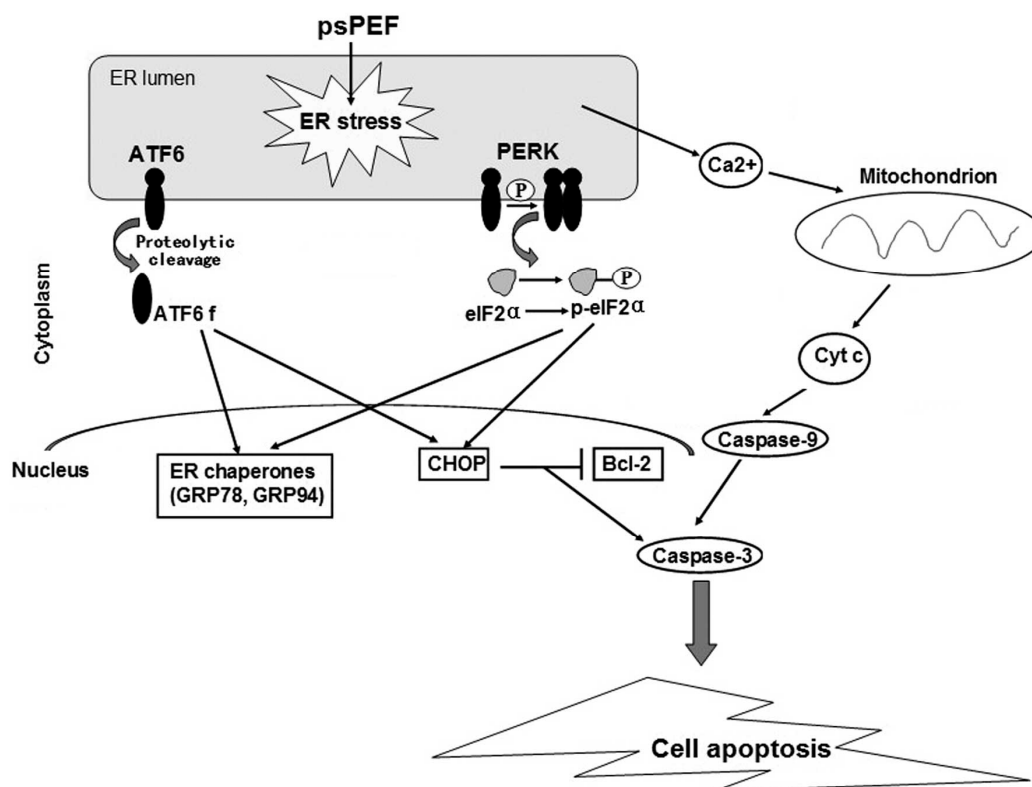 psPEF
ER lumen
ER stress
ATF6
PERK
P
Ca2+
Mitochondrion
Proteolytic
cleavage
P
ATF6 f
eIF2α
p-eIF2α
Cytoplasm
Cyt c
Caspase-9
Nucleus
ER chaperones
(GRP78, GRP94)
CHOP
Bcl-2
Caspase-3
Cell apoptosis